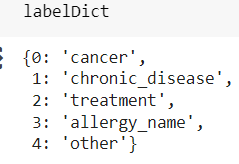 labelDict
{0: 'cancer',
1: 'chronic_disease',
2: 'treatment',
3: 'allergy_name',
4: 'other'}